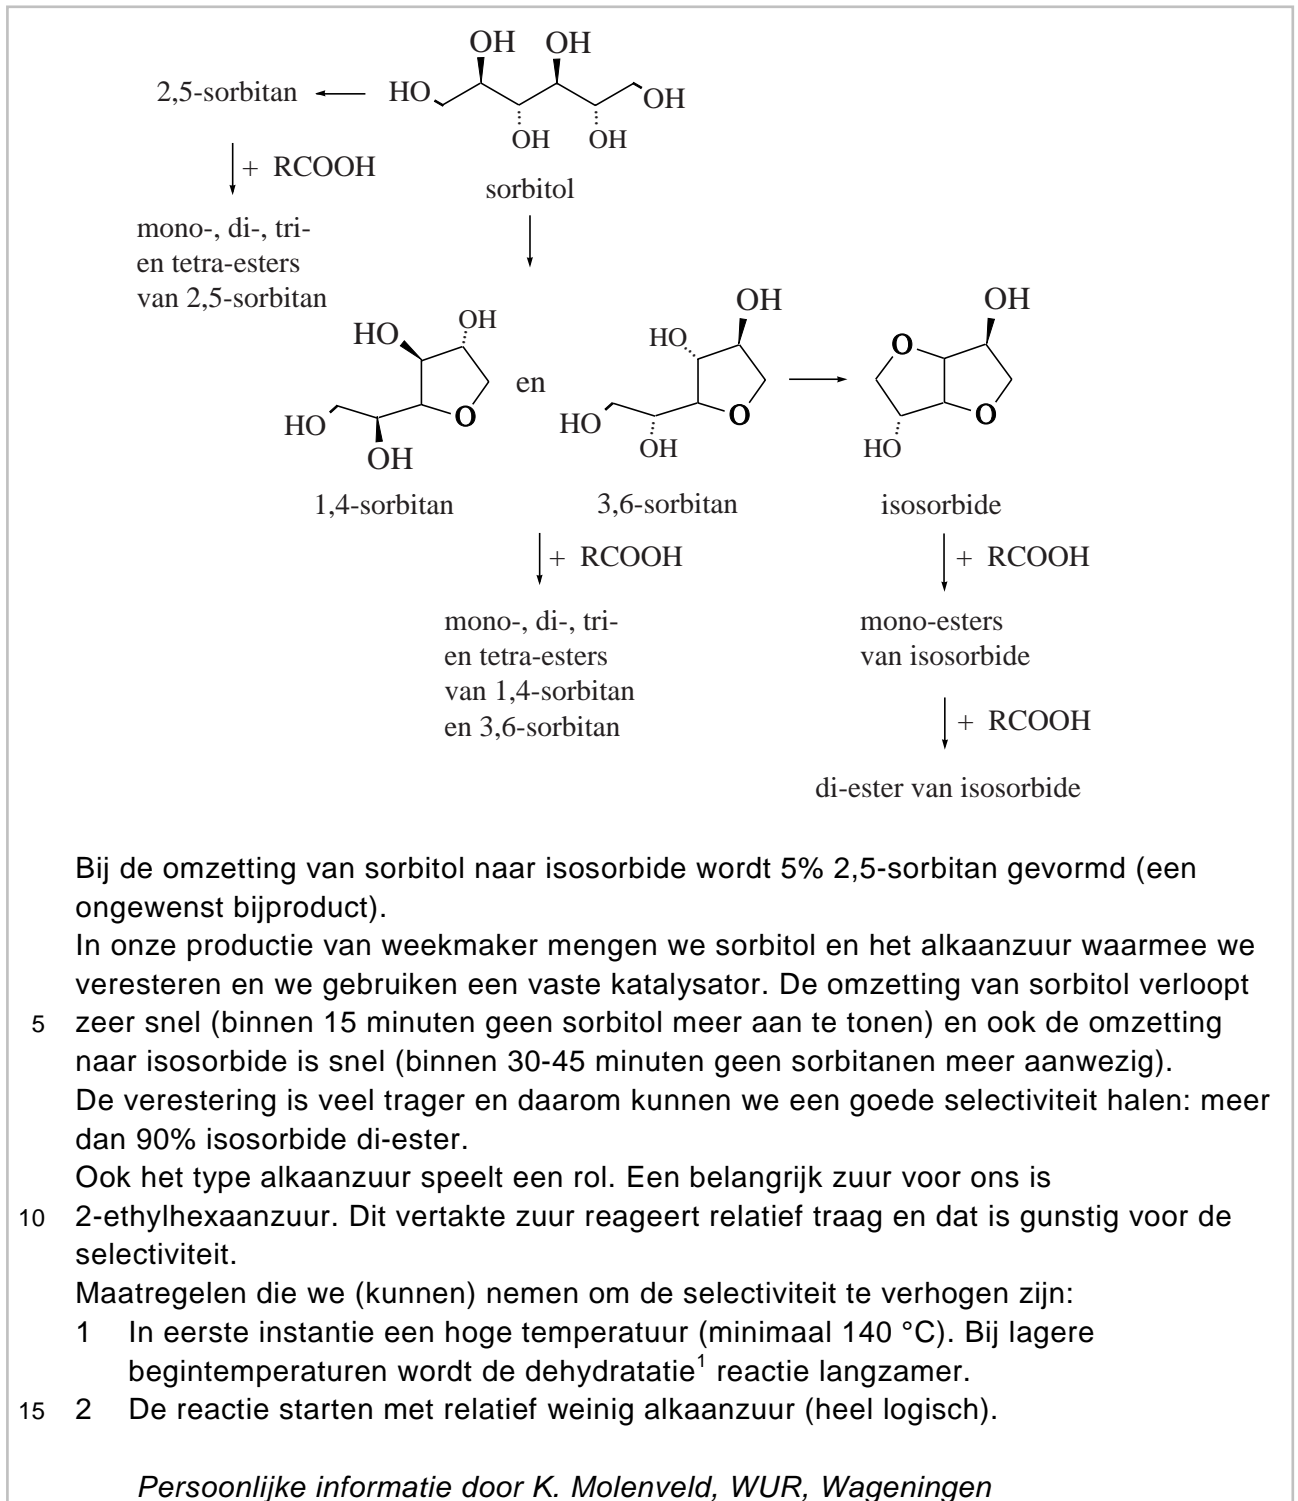 OH OH
2,5-sorbitan HO OH
OH OH
+ RCOOH
sorbitol
mono-, di-, tri-
en tetra-esters
van 2,5-sorbitan
HO OH en HO OH O OH
HO O HO O O
OH OH HO
1,4-sorbitan 3,6-sorbitan isosorbide
+ RCOOH + RCOOH
mono-, di-, tri-
en tetra-esters
van 1,4-sorbitan
en 3,6-sorbitan
mono-esters
van isosorbide
+ RCOOH
di-ester van isosorbide
Bij de omzetting van sorbitol naar isosorbide wordt 5% 2,5-sorbitan gevormd (een
ongewenst bijproduct).
In onze productie van weekmaker mengen we sorbitol en het alkaanzuur waarmee we
veresteren en we gebruiken een vaste katalysator. De omzetting van sorbitol verloopt
5 zeer snel (binnen 15 minuten geen sorbitol meer aan te tonen) en ook de omzetting
naar isosorbide is snel (binnen 30-45 minuten geen sorbitanen meer aanwezig).
De verestering is veel trager en daarom kunnen we een goede selectiviteit halen: meer
dan 90% isosorbide di-ester.
Ook het type alkaanzuur speelt een rol. Een belangrijk zuur voor ons is
10 2-ethylhexaanzuur. Dit vertakte zuur reageert relatief traag en dat is gunstig voor de
selectiviteit.
Maatregelen die we (kunnen) nemen om de selectiviteit te verhogen zijn:
1 In eerste instantie een hoge temperatuur (minimaal 140 °C). Bij lagere
begintemperaturen wordt de dehydratatie¹ reactie langzamer.
15 2 De reactie starten met relatief weinig alkaanzuur (heel logisch).
Persoonlijke informatie door K. Molenveld, WUR, Wageningen